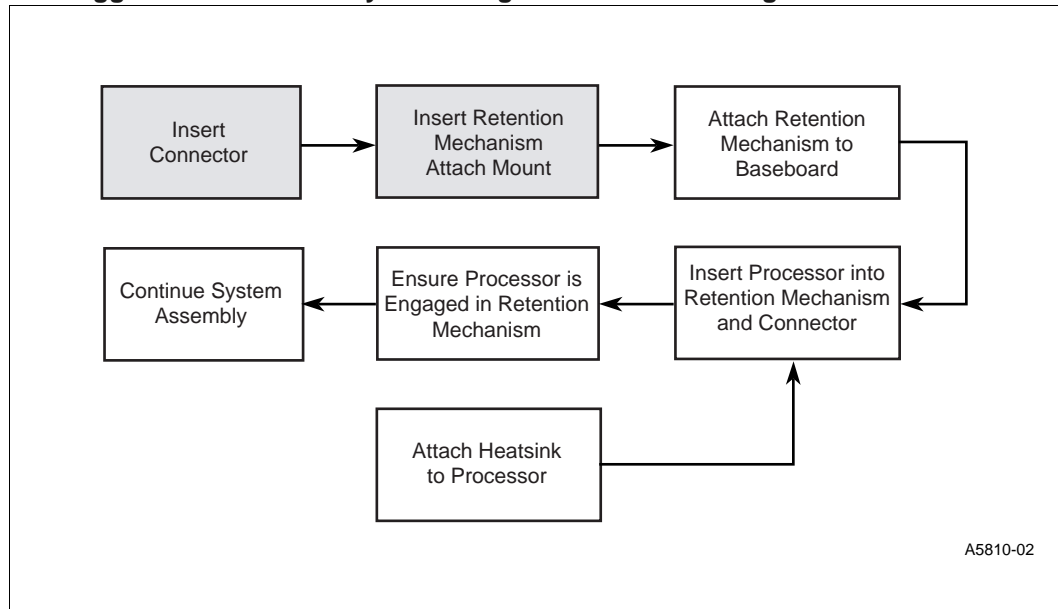 Insert
Connector
Insert Retention
Mechanism
Attach Mount
Attach Retention
Mechanism to
Baseboard
Continue System
Assembly
Ensure Processor is
Engaged in Retention
Mechanism
Insert Processor into
Retention Mechanism
and Connector
Attach Heatsink
to Processor
A5810-02